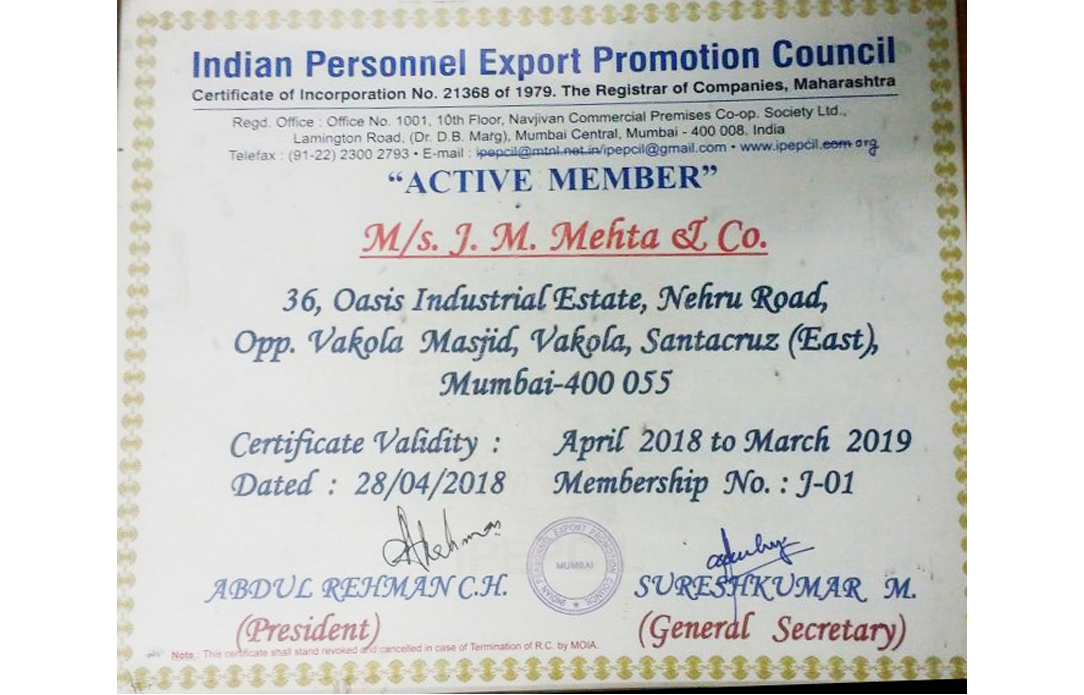 Indian Personnel Export Promotion Council
Certificate of Incorporation No. 21368 of 1979. The Registrar of Companies, Maharashtra
Regd. Office : Office No. 1001, 10th Floor, Navjivan Commercial Premises Co-op. Society Ltd.,
Lamington Road, (Dr. D.B. Marg), Mumbai Central, Mumbai - 400 008. India
Telefax : (91-22) 2300 2793 • E-mail : ipepcil@mtnl.net.in/ipepcil@gmail.com • www.ipepcil.com org
“ACTIVE MEMBER”
M/s. J. M. Mehta & Co.
36, Oasis Industrial Estate, Nehru Road,
Opp. Vakola Masjid, Vakola, Santacruz (East),
Mumbai-400 055
Certificate Validity : April 2018 to March 2019
Dated : 28/04/2018 Membership No. : J-01
INDIAN PERSONNEL EXPORT PROMOTION COUNCIL
MUMBAI
ABDUL REHMAN C.H. SURESHKUMAR M.
(President) (General Secretary)
Note : This certificate shall stand revoked and cancelled in case of Termination of R.C. by MOIA.